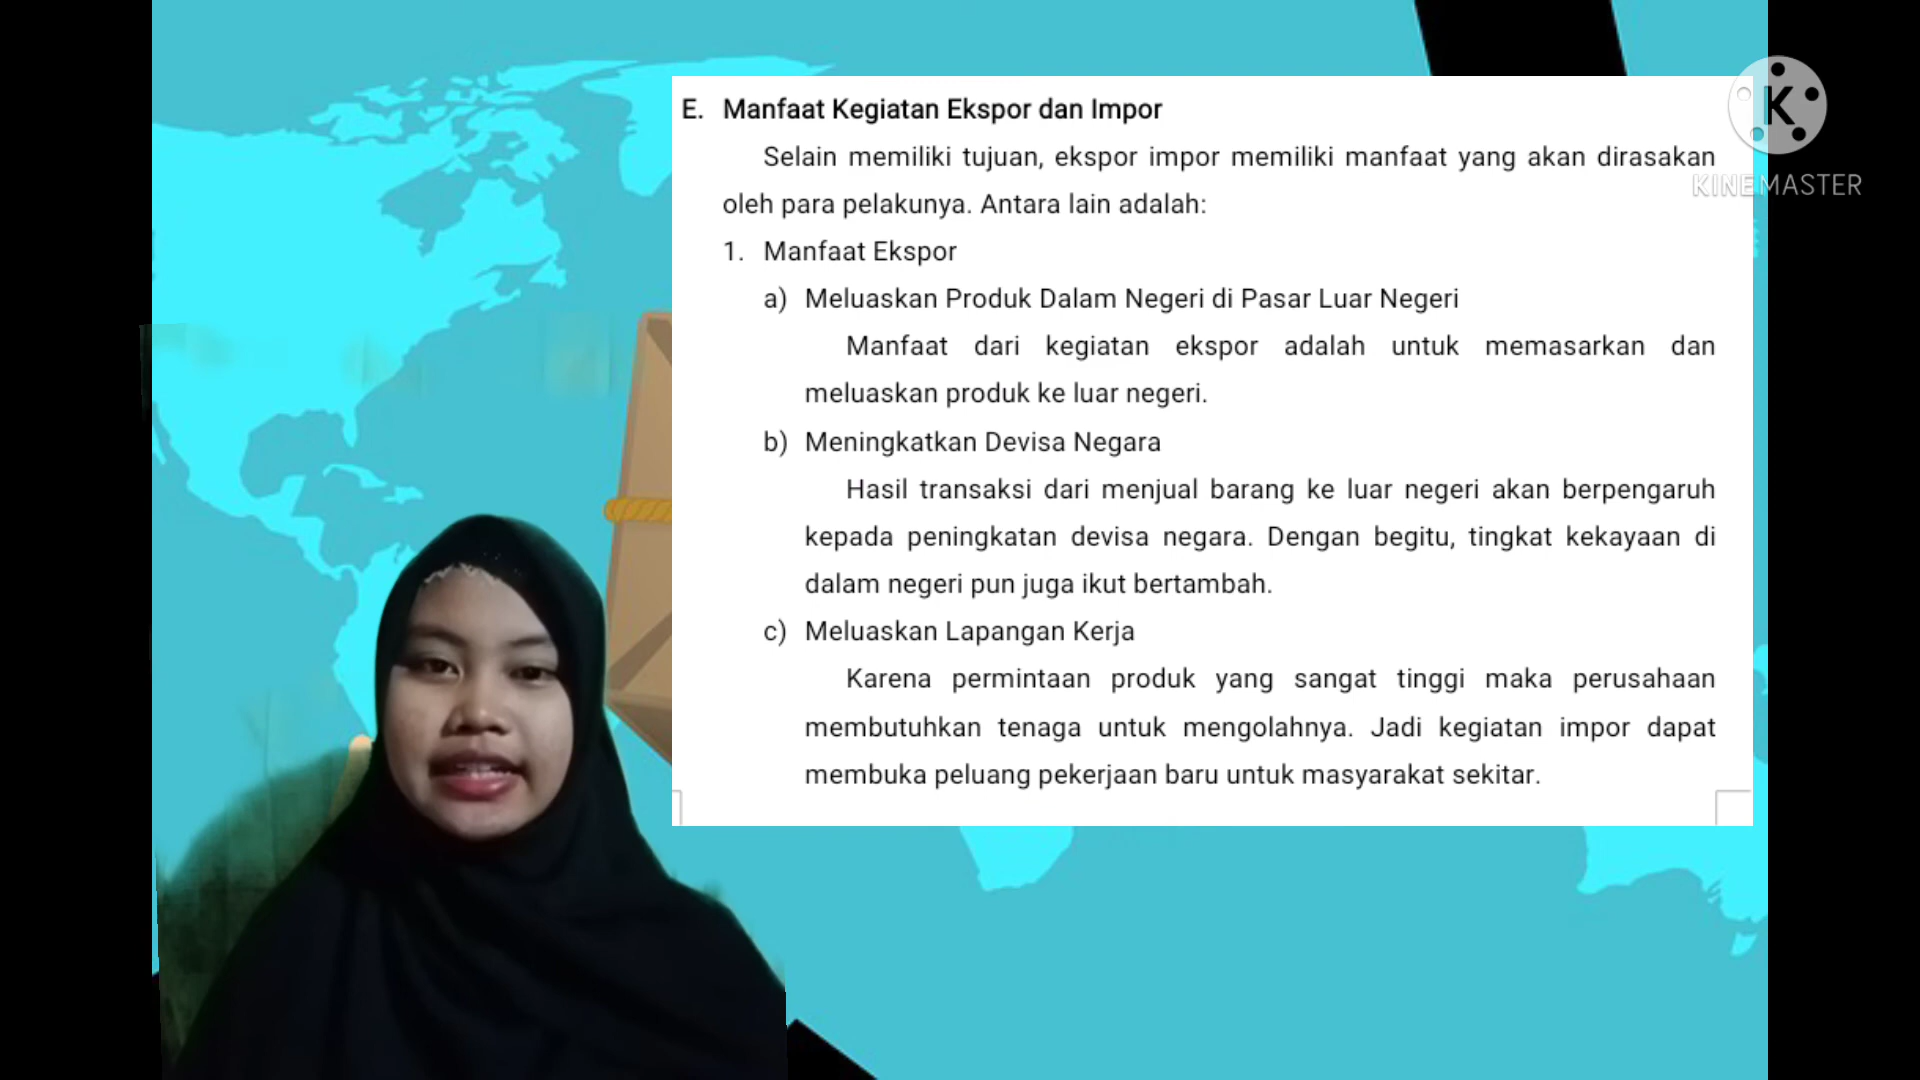 E. Manfaat Kegiatan Ekspor dan Impor
Selain memiliki tujuan, ekspor impor memiliki manfaat yang akan dirasakan
oleh para pelakunya. Antara lain adalah:
1. Manfaat Ekspor
a) Meluaskan Produk Dalam Negeri di Pasar Luar Negeri
Manfaat dari kegiatan ekspor adalah untuk memasarkan dan
meluaskan produk ke luar negeri.
b) Meningkatkan Devisa Negara
Hasil transaksi dari menjual barang ke luar negeri akan berpengaruh
kepada peningkatan devisa negara. Dengan begitu, tingkat kekayaan di
dalam negeri pun juga ikut bertambah.
c) Meluaskan Lapangan Kerja
Karena permintaan produk yang sangat tinggi maka perusahaan
membutuhkan tenaga untuk mengolahnya. Jadi kegiatan impor dapat
membuka peluang pekerjaan baru untuk masyarakat sekitar.
K
KINEMASTER